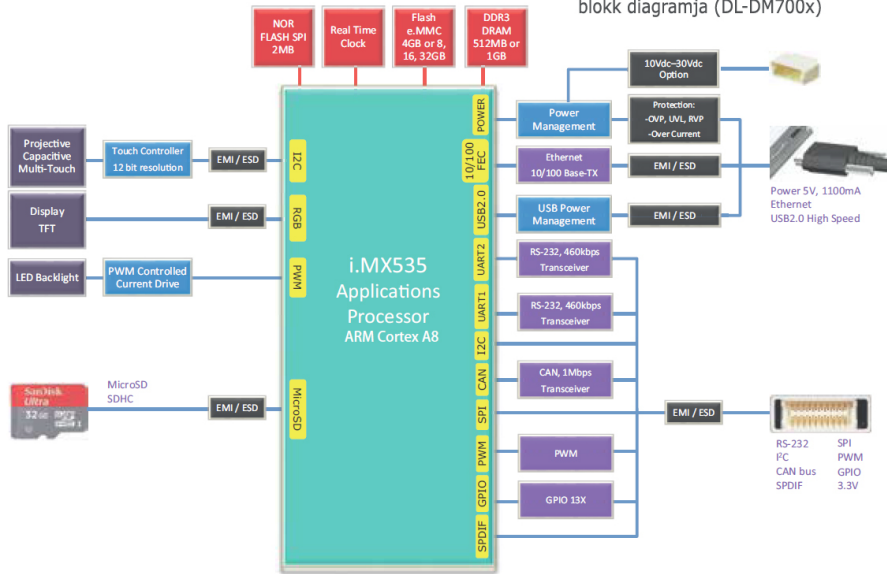 blokk diagramja (DL-DM700x)
NOR
FLASH SPI
2MB
Real Time
Clock
Flash
e.MMC
4GB or 8,
16, 32GB
DDR3
DRAM
512MB or
1GB
10Vdc–30Vdc
Option
POWER
Power
Management
Protection:
-OVP, UVL, RVP
-Over Current
Projective
Capacitive
Multi-Touch
Touch Controller
12 bit resolution
EMI / ESD
I2C
10/100
FEC
Ethernet
10/100 Base-TX
EMI / ESD
Power 5V, 1100mA
Ethernet
USB2.0 High Speed
Display
TFT
EMI / ESD
RGB
USB2.0
USB Power
Management
EMI / ESD
LED Backlight
PWM Controlled
Current Drive
PWM
i.MX535
Applications
Processor
ARM Cortex A8
UART2
RS-232, 460kbps
Transceiver
UART1
RS-232, 460kbps
Transceiver
I2C
CAN
CAN, 1Mbps
Transceiver
SanDisk
Ultra
32GB
MicroSD
SDHC
EMI / ESD
MicroSD
SPI
EMI / ESD
PWM
PWM
GPIO
GPIO 13X
SPDIF
RS-232 SPI
I²C PWM
CAN bus GPIO
SPDIF 3.3V